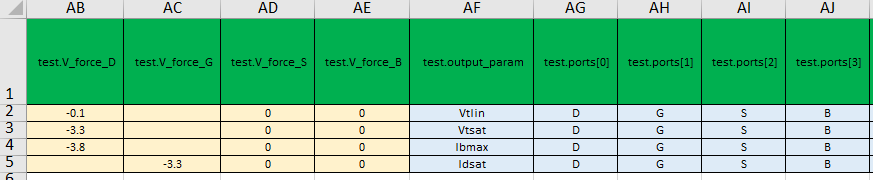 AB AC AD AE AF AG AH AI AJ
1 test.V_force_D test.V_force_G test.V_force_S test.V_force_B test.output_param test.ports[0] test.ports[1] test.ports[2] test.ports[3]
2 -0.1 0 0 Vtlin D G S B
3 -3.3 0 0 Vtsat D G S B
4 -3.8 0 0 Ibmax D G S B
5 -3.3 0 0 Idsat D G S B